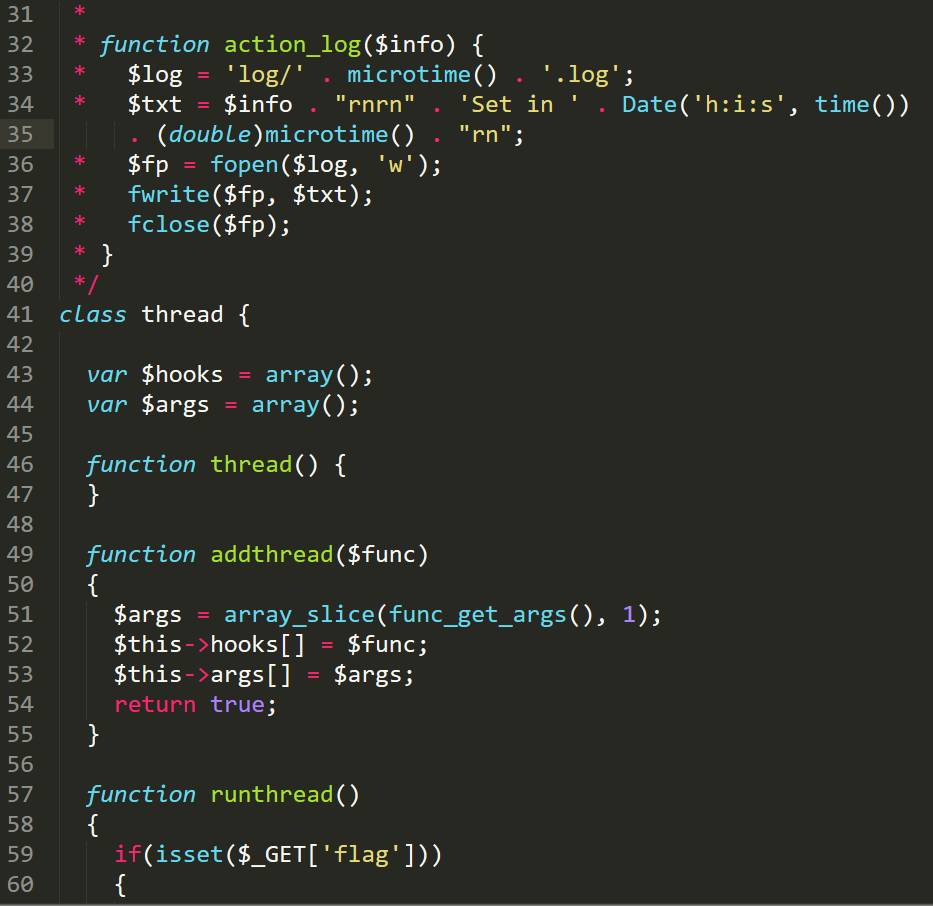 31 *
32 * function action_log($info) {
33 *   $log = 'log/' . microtime() . '.log';
34 *   $txt = $info . "rnrn" . 'Set in ' . Date('h:i:s', time())
35     . (double)microtime() . "rn";
36 *   $fp = fopen($log, 'w');
37 *   fwrite($fp, $txt);
38 *   fclose($fp);
39 * }
40 */
41 class thread {
42
43   var $hooks = array();
44   var $args = array();
45
46   function thread() {
47   }
48
49   function addthread($func)
50   {
51     $args = array_slice(func_get_args(), 1);
52     $this->hooks[] = $func;
53     $this->args[] = $args;
54     return true;
55   }
56
57   function runthread()
58   {
59     if(isset($_GET['flag']))
60     {